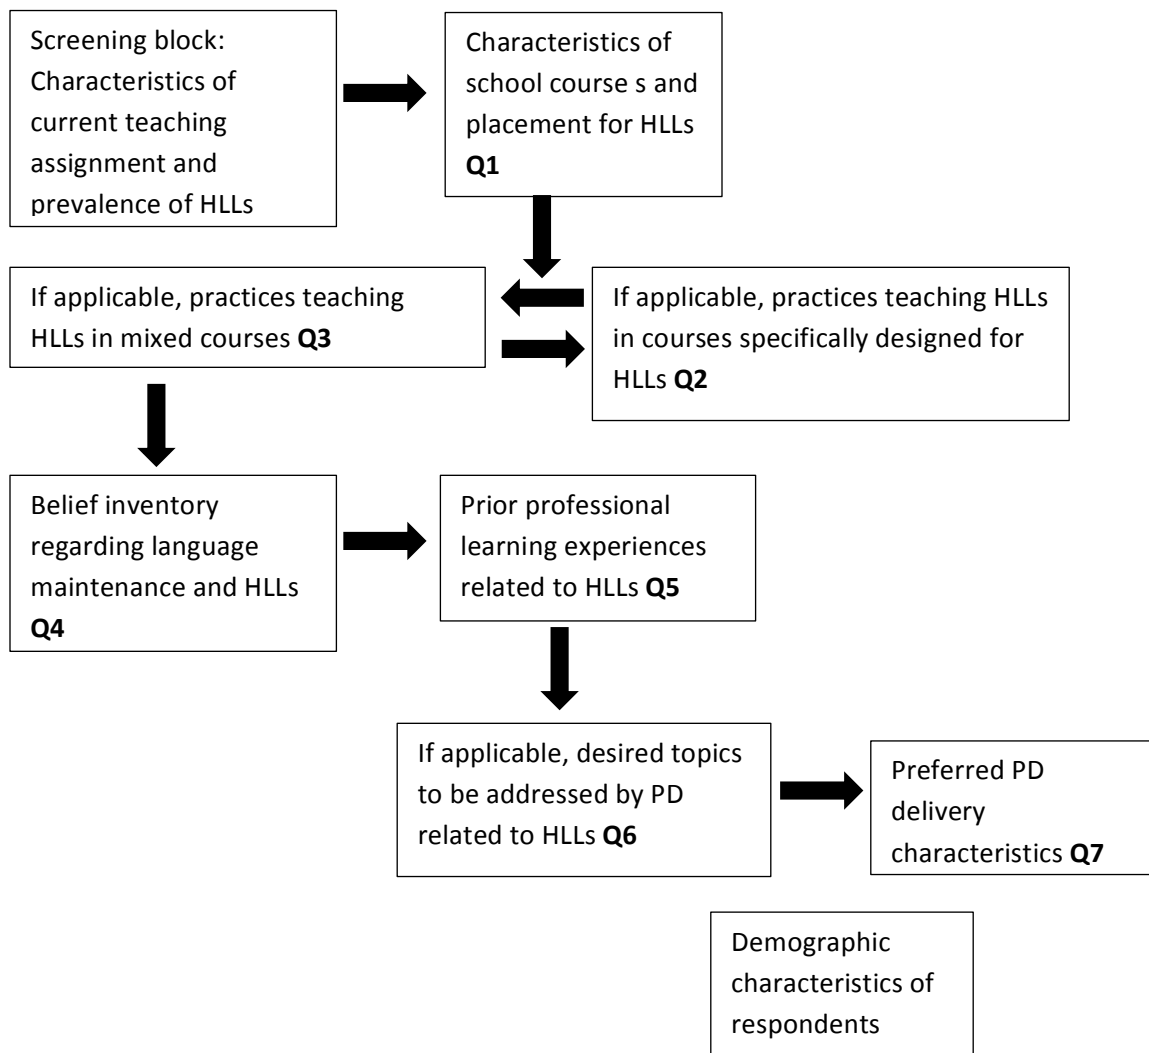 Screening block:
Characteristics of
current teaching
assignment and
prevalence of HLLs
Characteristics of
school course s and
placement for HLLs
Q1
If applicable, practices teaching
HLLs in mixed courses Q3
If applicable, practices teaching HLLs
in courses specifically designed for
HLLs Q2
Belief inventory
regarding language
maintenance and HLLs
Q4
Prior professional
learning experiences
related to HLLs Q5
If applicable, desired topics
to be addressed by PD
related to HLLs Q6
Preferred PD
delivery
characteristics Q7
Demographic
characteristics of
respondents